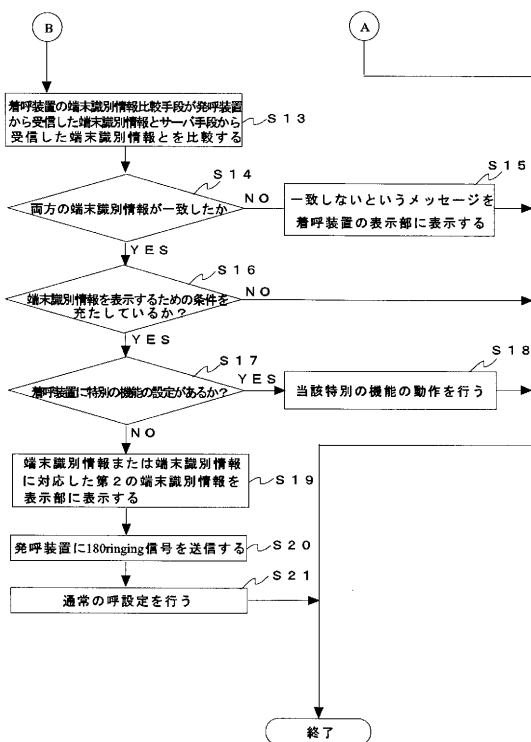 B
A
着呼装置の端末識別情報比較手段が発呼装置
から受信した端末識別情報とサーバ手段から
受信した端末識別情報とを比較する
S13
S14
両方の端末識別情報が一致したか
NO
S15
一致しないというメッセージを
着呼装置の表示部に表示する
YES
S16
端末識別情報を表示するための条件を
充たしているか?
NO
YES
S17
着呼装置に特別の機能の設定があるか?
YES
S18
当該特別の機能の動作を行う
NO
端末識別情報または端末識別情報
に対応した第2の端末識別情報を
表示部に表示する
S19
発呼装置に180ringing信号を送信する
S20
S21
通常の呼設定を行う
終了